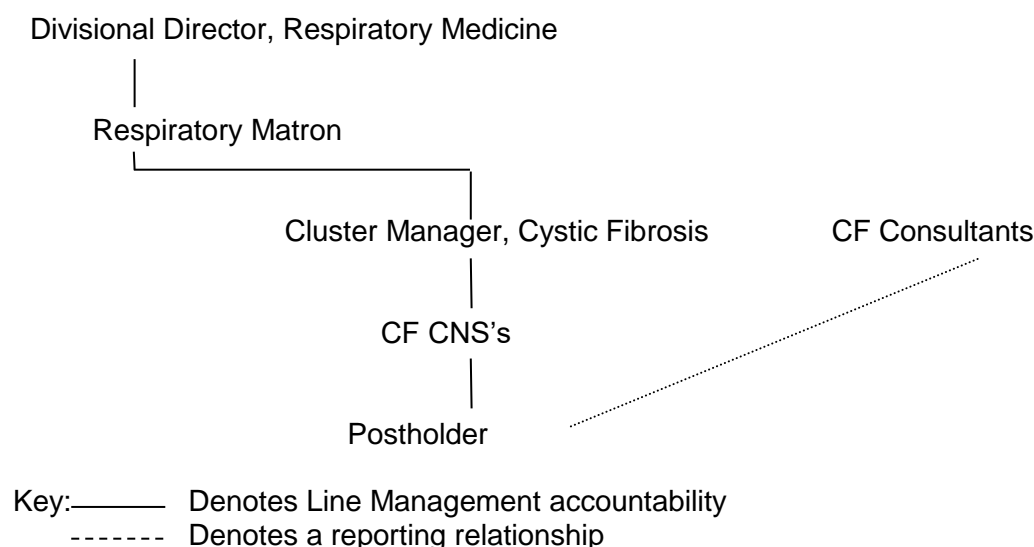 Divisional Director, Respiratory Medicine
Respiratory Matron
Cluster Manager, Cystic Fibrosis CF Consultants
CF CNS’s
Postholder
Key: Denotes Line Management accountability
Denotes a reporting relationship